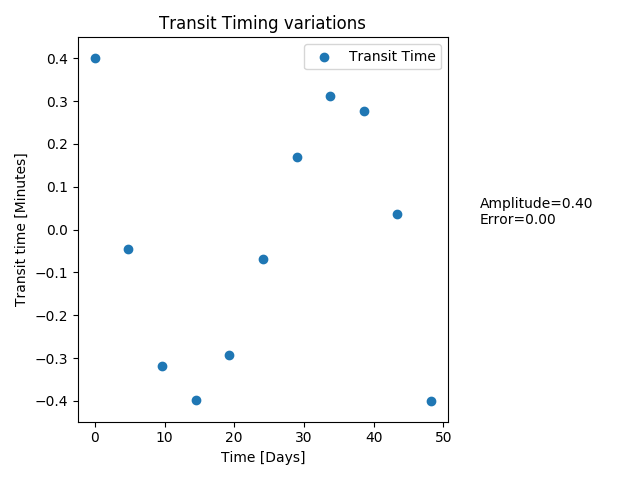 Transit Timing variations
Transit Time
Transit time [Minutes]
0.4
0.3
0.2
0.1
0.0
−0.1
−0.2
−0.3
−0.4
0
10
20
30
40
50
Time [Days]
Amplitude=0.40
Error=0.00